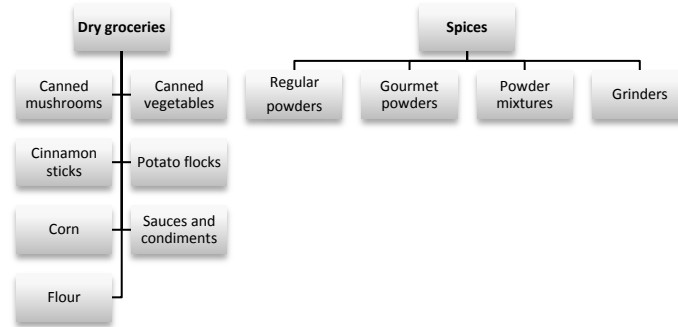 Dry groceries
Canned
mushrooms
Canned
vegetables
Cinnamon
sticks
Potato flocks
Corn
Sauces and
condiments
Flour
Spices
Regular
powders
Gourmet
powders
Powder
mixtures
Grinders